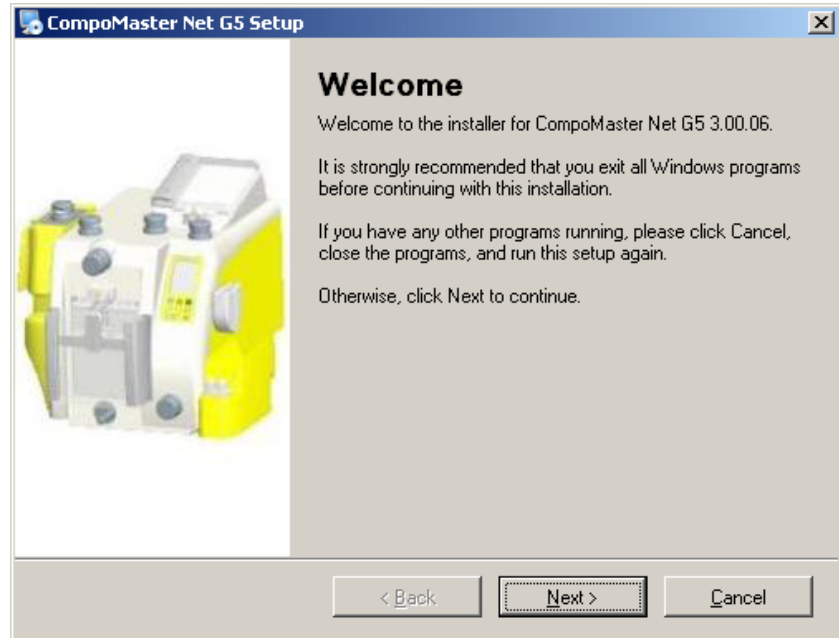 CompoMaster Net G5 Setup
Welcome
Welcome to the installer for CompoMaster Net G5 3.00.06.
It is strongly recommended that you exit all Windows programs
before continuing with this installation.
If you have any other programs running, please click Cancel,
close the programs, and run this setup again.
Otherwise, click Next to continue.
< Back
Next >
Cancel